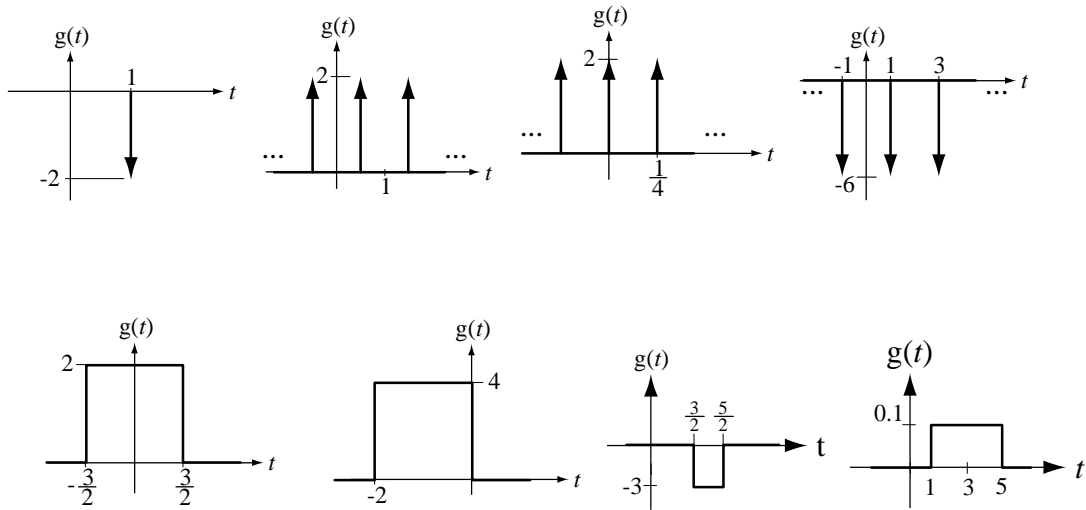 g(t)
1
t
-2
g(t)
2
...
...
1
t
g(t)
2
...
...
1/4
t
g(t)
-1 1 3
t
...
...
-6
g(t)
2
-3/2
3/2
t
g(t)
4
-2
t
g(t)
3/2 5/2
t
-3
g(t)
0.1
1 3 5
t